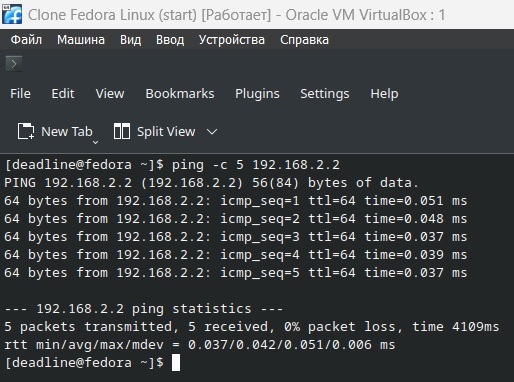 Clone Fedora Linux (start) [Работает] - Oracle VM VirtualBox : 1
Файл Машина Вид Ввод Устройства Справка
File Edit View Bookmarks Plugins Settings Help
New Tab Split View
[deadline@fedora ~]$ ping -c 5 192.168.2.2
PING 192.168.2.2 (192.168.2.2) 56(84) bytes of data.
64 bytes from 192.168.2.2: icmp_seq=1 ttl=64 time=0.051 ms
64 bytes from 192.168.2.2: icmp_seq=2 ttl=64 time=0.048 ms
64 bytes from 192.168.2.2: icmp_seq=3 ttl=64 time=0.037 ms
64 bytes from 192.168.2.2: icmp_seq=4 ttl=64 time=0.039 ms
64 bytes from 192.168.2.2: icmp_seq=5 ttl=64 time=0.037 ms
--- 192.168.2.2 ping statistics ---
5 packets transmitted, 5 received, 0% packet loss, time 4109ms
rtt min/avg/max/mdev = 0.037/0.042/0.051/0.006 ms
[deadline@fedora ~]$